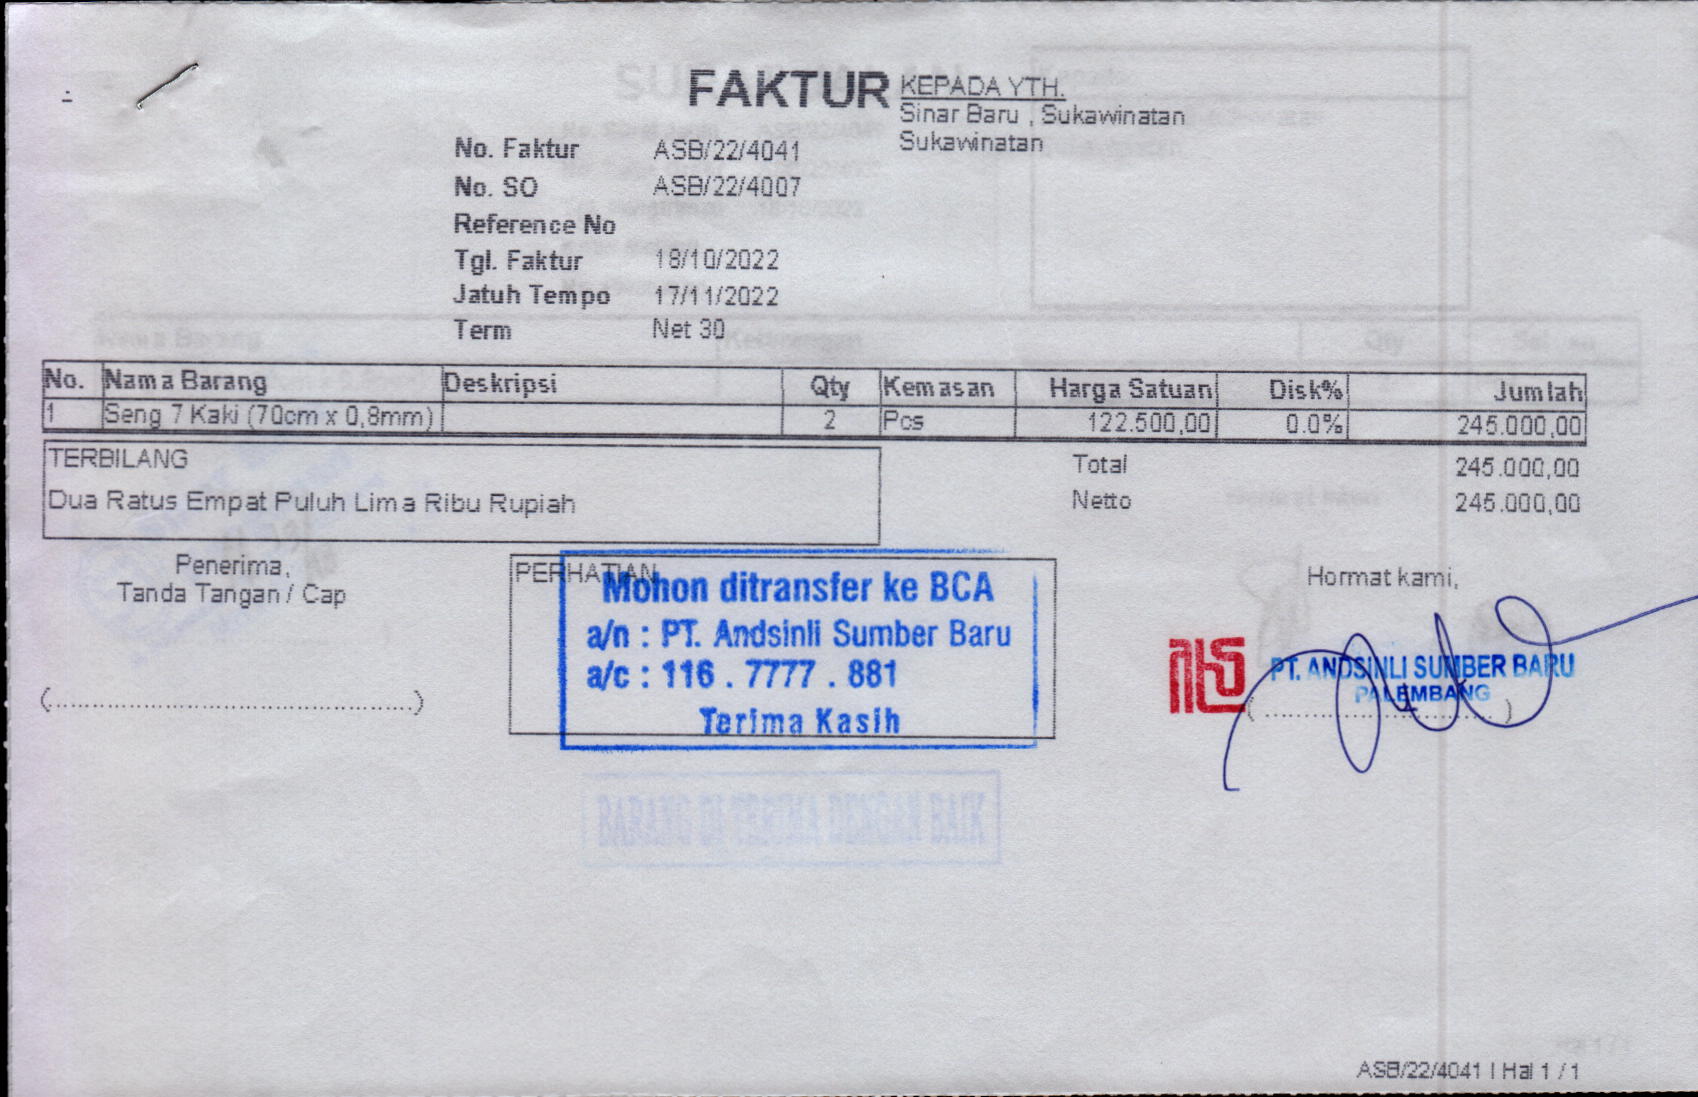 FAKTUR
KEPADA YTH.
Sinar Baru , Sukawinatan
Sukawinatan
No. Faktur ASB/22/4041
No. SO ASB/22/4007
Reference No
Tgl. Faktur 18/10/2022
Jatuh Tempo 17/11/2022
Term Net 30
No. Nama Barang Deskripsi Qty Kemasan Harga Satuan Disk% Jumlah
1 Seng 7 Kaki (70cm x 0,8mm) 2 Pcs 122.500,00 0.0% 245.000,00
TERBILANG
Dua Ratus Empat Puluh Lima Ribu Rupiah
Total 245.000,00
Netto 245.000,00
Penerima,
Tanda Tangan / Cap
(..................................................)
PERHATIAN
Mohon ditransfer ke BCA
a/n : PT. Andsinli Sumber Baru
a/c : 116 . 7777 . 881
Terima Kasih
Hormat kami,
PT. ANDSINLI SUMBER BARU
PALEMBANG
(................................)
BARANG DI TERIMA DENGAN BAIK
ASB/22/4041 | Hal 1 / 1